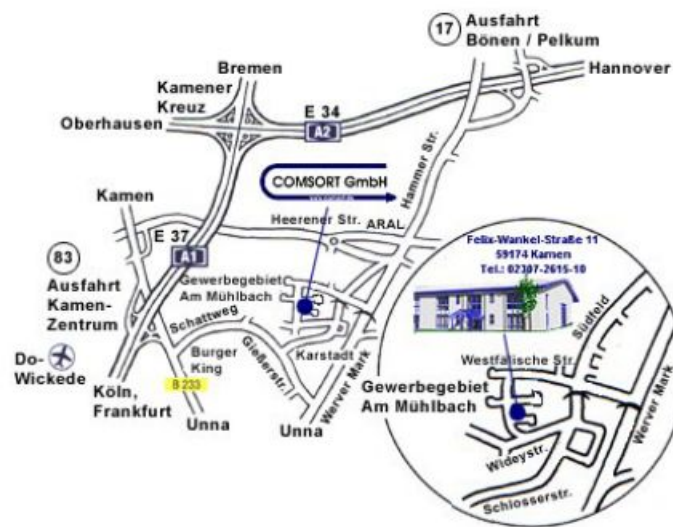 17
Ausfahrt
Bönen / Pelkum
Bremen
Hannover
Kamener
Kreuz
E 34
Oberhausen
A2
COMSORT GmbH
Hammer Str.
Kamen
Heerener Str.
ARAL
E 37
A1
83
Ausfahrt
Kamen-
Zentrum
Gewerbegebiet
Am Mühlbach
Schattweg
Burger
King
Gießerstr.
Karstadt
Werver Mark
Do-
Wickede
B 233
Köln,
Frankfurt
Unna
Unna
Felix-Wankel-Straße 11
59174 Kamen
Tel.: 02307-2615-10
Südfeld
Westfälische Str.
Gewerbegebiet
Am Mühlbach
Werver Mark
Wideystr.
Schlosserstr.